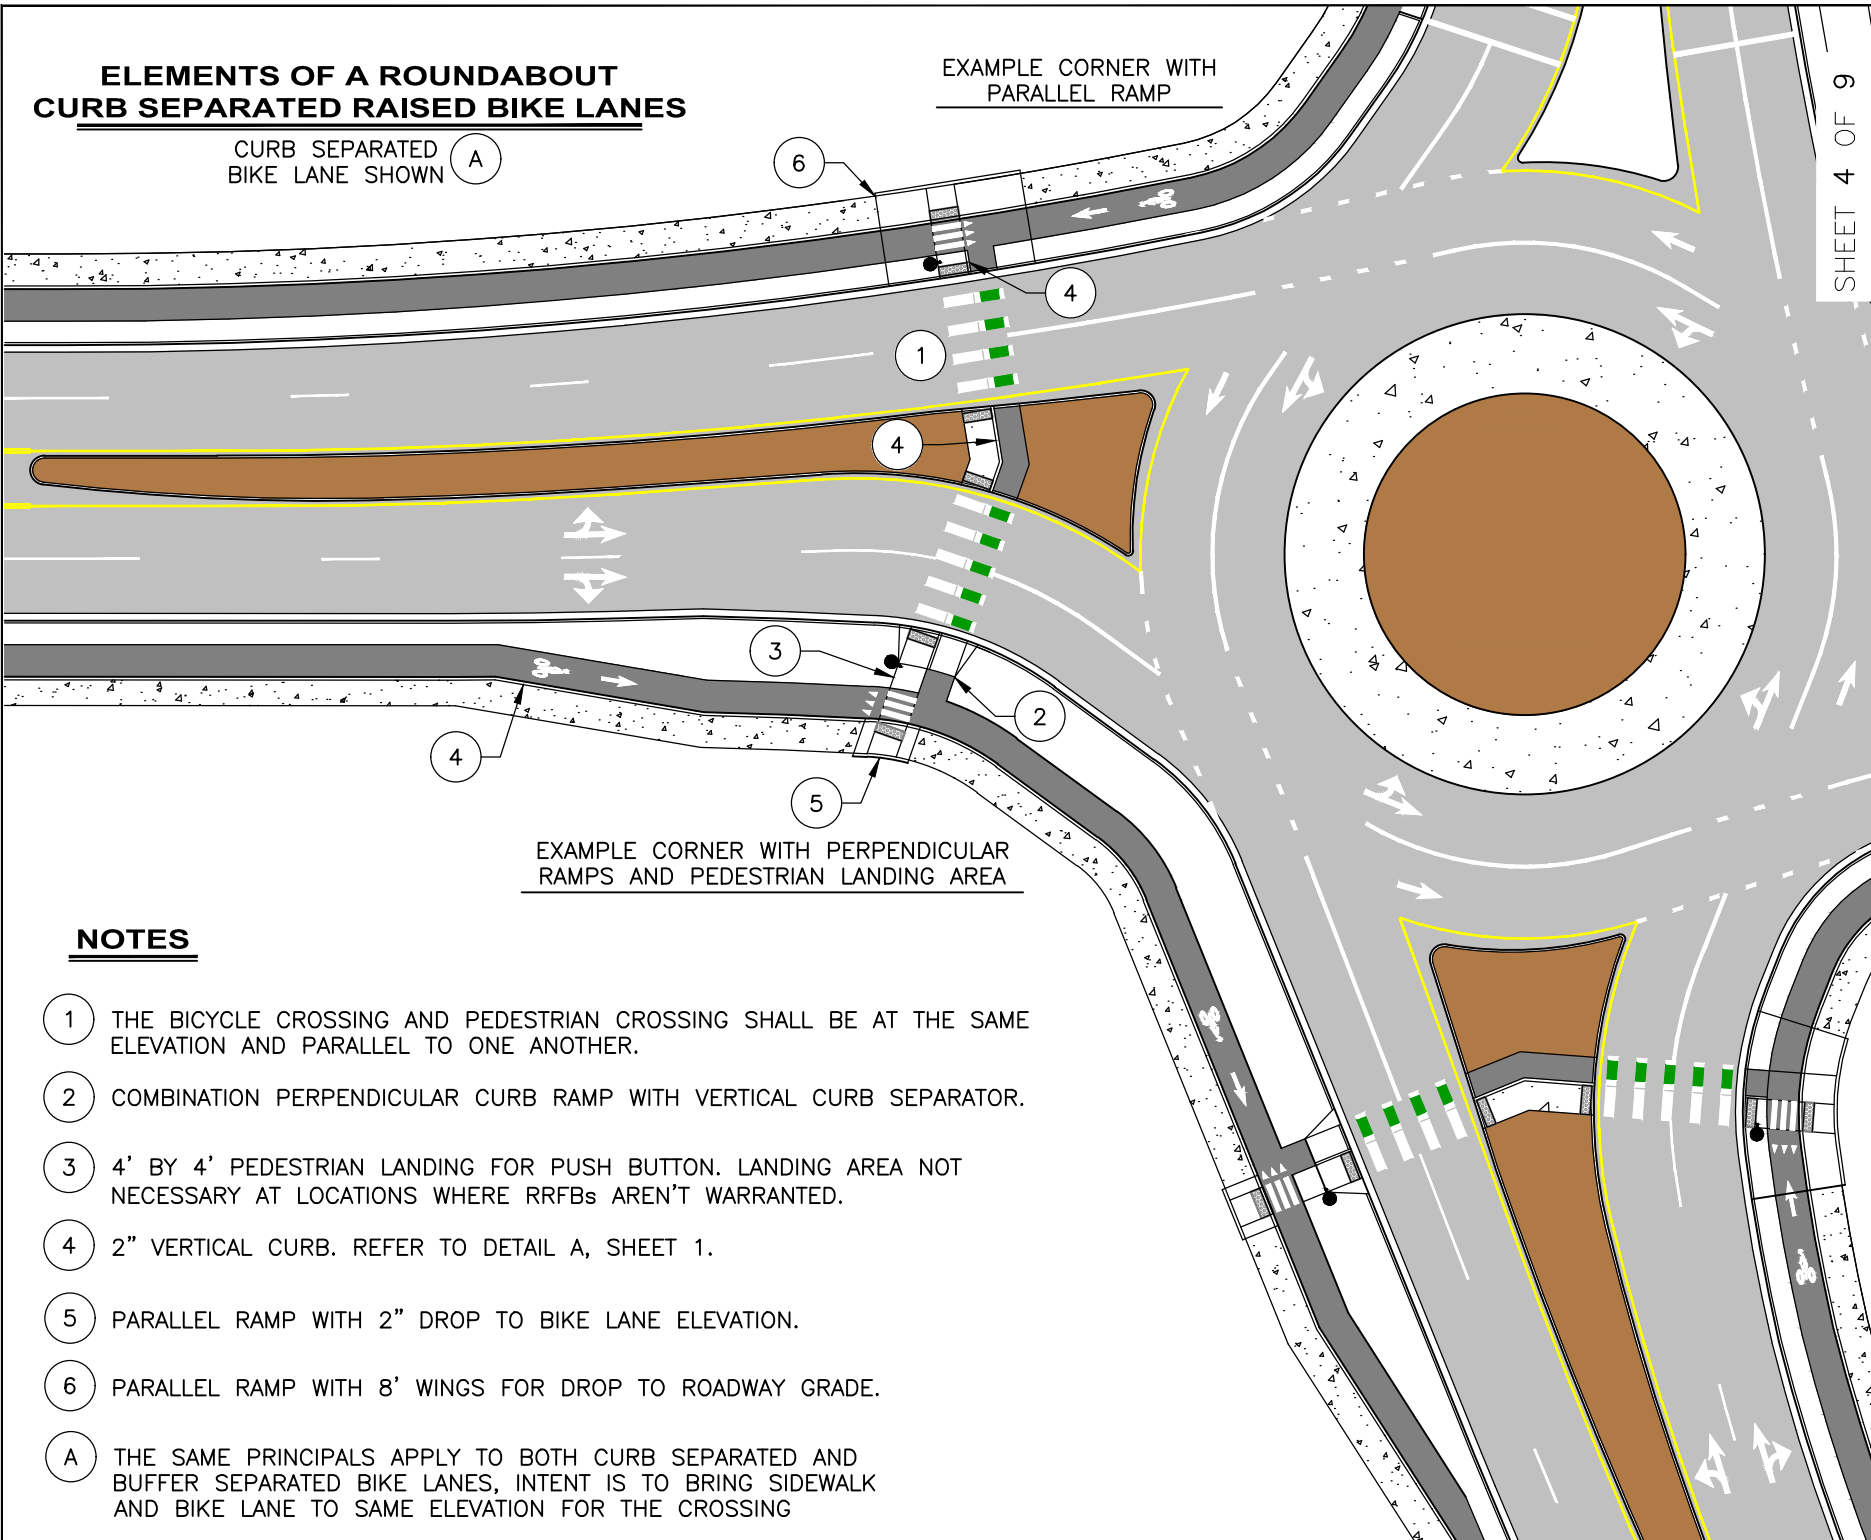 ELEMENTS OF A ROUNDABOUT
CURB SEPARATED RAISED BIKE LANES
CURB SEPARATED
BIKE LANE SHOWN
A
EXAMPLE CORNER WITH
PARALLEL RAMP
SHEET 4 OF 9
6
4
1
4
3
2
4
5
EXAMPLE CORNER WITH PERPENDICULAR
RAMPS AND PEDESTRIAN LANDING AREA
NOTES
1 THE BICYCLE CROSSING AND PEDESTRIAN CROSSING SHALL BE AT THE SAME
ELEVATION AND PARALLEL TO ONE ANOTHER.
2 COMBINATION PERPENDICULAR CURB RAMP WITH VERTICAL CURB SEPARATOR.
3 4' BY 4' PEDESTRIAN LANDING FOR PUSH BUTTON. LANDING AREA NOT
NECESSARY AT LOCATIONS WHERE RRFBs AREN'T WARRANTED.
4 2" VERTICAL CURB. REFER TO DETAIL A, SHEET 1.
5 PARALLEL RAMP WITH 2" DROP TO BIKE LANE ELEVATION.
6 PARALLEL RAMP WITH 8' WINGS FOR DROP TO ROADWAY GRADE.
A THE SAME PRINCIPALS APPLY TO BOTH CURB SEPARATED AND
BUFFER SEPARATED BIKE LANES, INTENT IS TO BRING SIDEWALK
AND BIKE LANE TO SAME ELEVATION FOR THE CROSSING